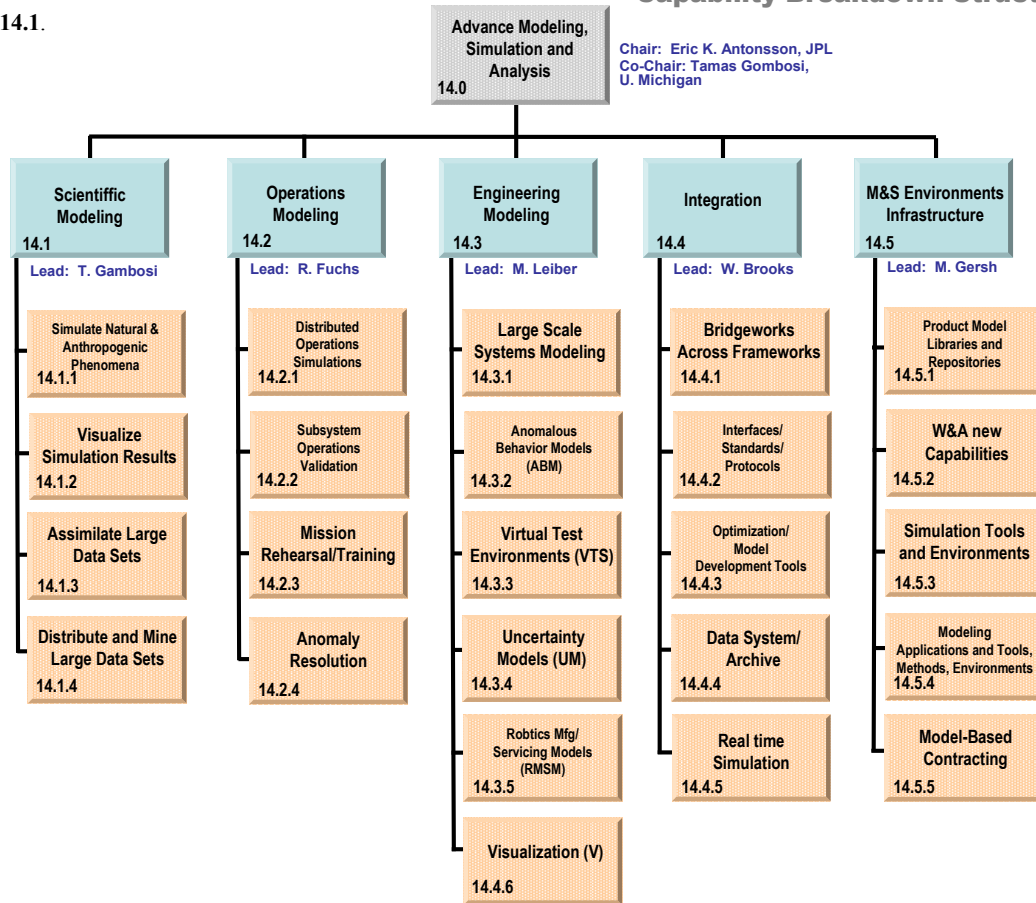 Capability Breakdown Struct
14.1.
Advance Modeling,
Simulation and
Analysis
14.0
Chair: Eric K. Antonsson, JPL
Co-Chair: Tamas Gombosi,
U. Michigan
Scientiffic
Modeling
14.1
Lead: T. Gambosi
Operations
Modeling
14.2
Lead: R. Fuchs
Engineering
Modeling
14.3
Lead: M. Leiber
Integration
14.4
Lead: W. Brooks
M&S Environments
Infrastructure
14.5
Lead: M. Gersh
Simulate Natural &
Anthropogenic
Phenomena
14.1.1
Visualize
Simulation Results
14.1.2
Assimilate Large
Data Sets
14.1.3
Distribute and Mine
Large Data Sets
14.1.4
Distributed
Operations
Simulations
14.2.1
Subsystem
Operations
Validation
14.2.2
Mission
Rehearsal/Training
14.2.3
Anomaly
Resolution
14.2.4
Large Scale
Systems Modeling
14.3.1
Anomalous
Behavior Models
(ABM)
14.3.2
Virtual Test
Environments (VTS)
14.3.3
Uncertainty
Models (UM)
14.3.4
Robtics Mfg/
Servicing Models
(RMSM)
14.3.5
Visualization (V)
14.4.6
Bridgeworks
Across Frameworks
14.4.1
Interfaces/
Standards/
Protocols
14.4.2
Optimization/
Model
Development Tools
14.4.3
Data System/
Archive
14.4.4
Real time
Simulation
14.4.5
Product Model
Libraries and
Repositories
14.5.1
W&A new
Capabilities
14.5.2
Simulation Tools
and Environments
14.5.3
Modeling
Applications and Tools,
Methods, Environments
14.5.4
Model-Based
Contracting
14.5.5